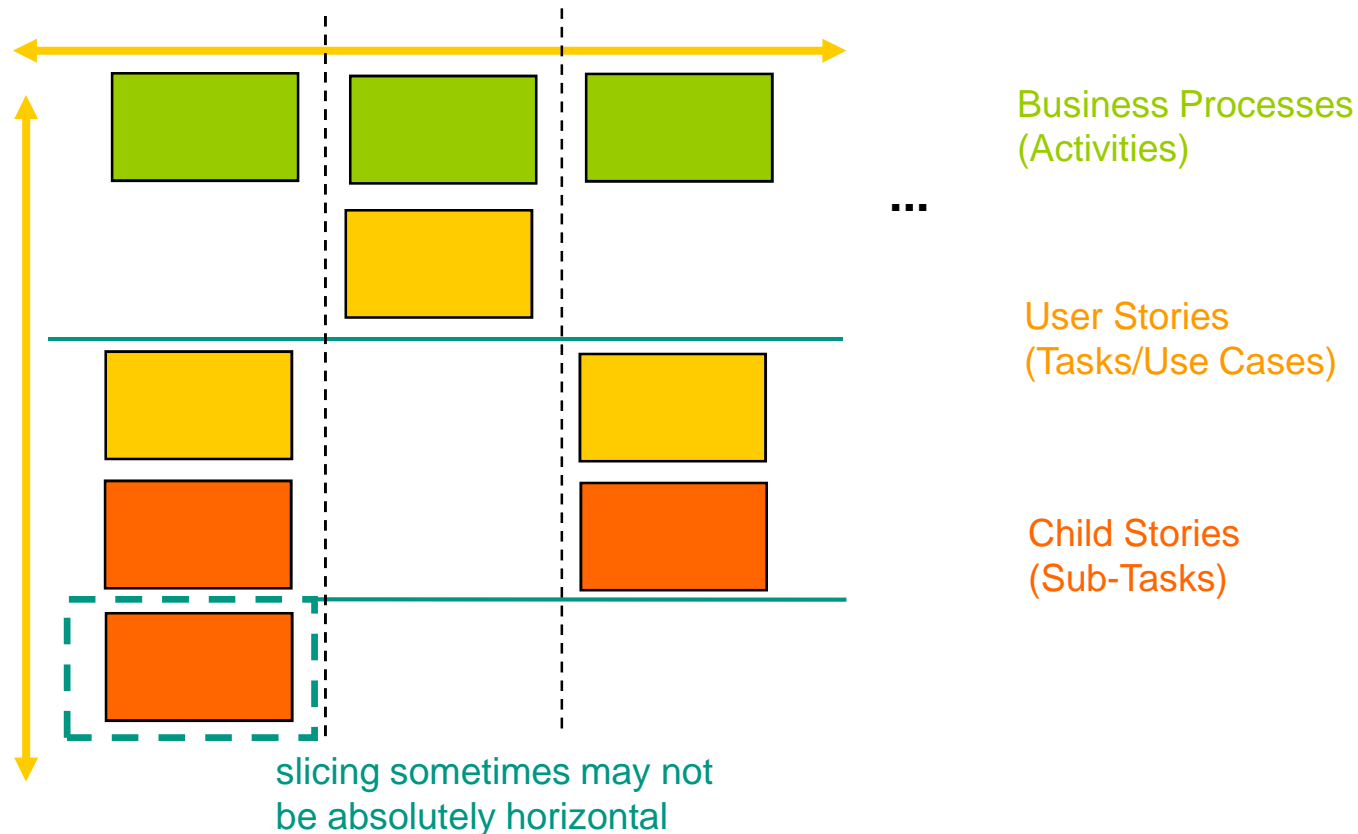 Business Processes
(Activities)
...
User Stories
(Tasks/Use Cases)
Child Stories
(Sub-Tasks)
slicing sometimes may not
be absolutely horizontal